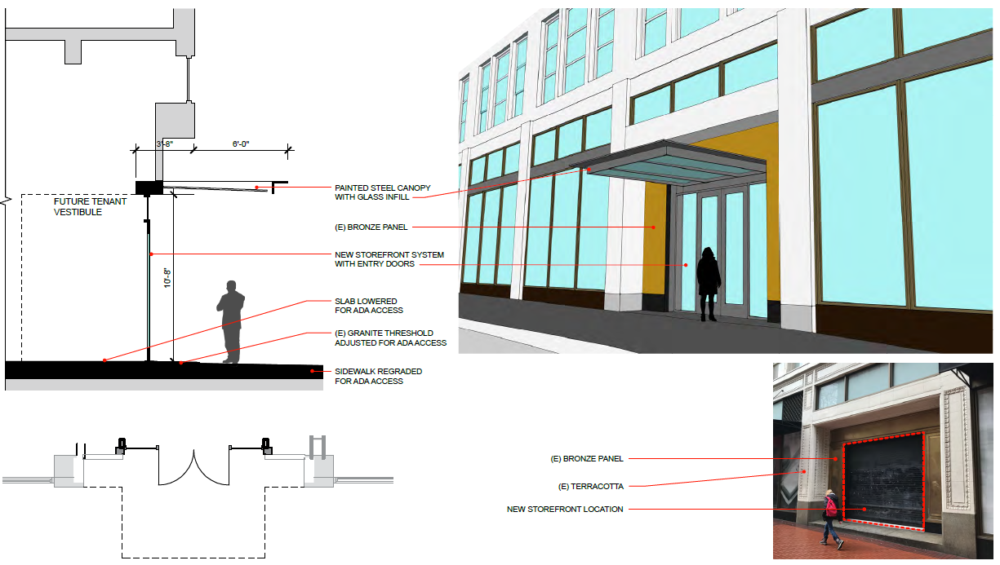 3'-8"
6'-0"
PAINTED STEEL CANOPY
WITH GLASS INFILL
FUTURE TENANT
VESTIBULE
(E) BRONZE PANEL
NEW STOREFRONT SYSTEM
WITH ENTRY DOORS
10'-8"
SLAB LOWERED
FOR ADA ACCESS
(E) GRANITE THRESHOLD
ADJUSTED FOR ADA ACCESS
SIDEWALK REGRADED
FOR ADA ACCESS
(E) BRONZE PANEL
(E) TERRACOTTA
NEW STOREFRONT LOCATION